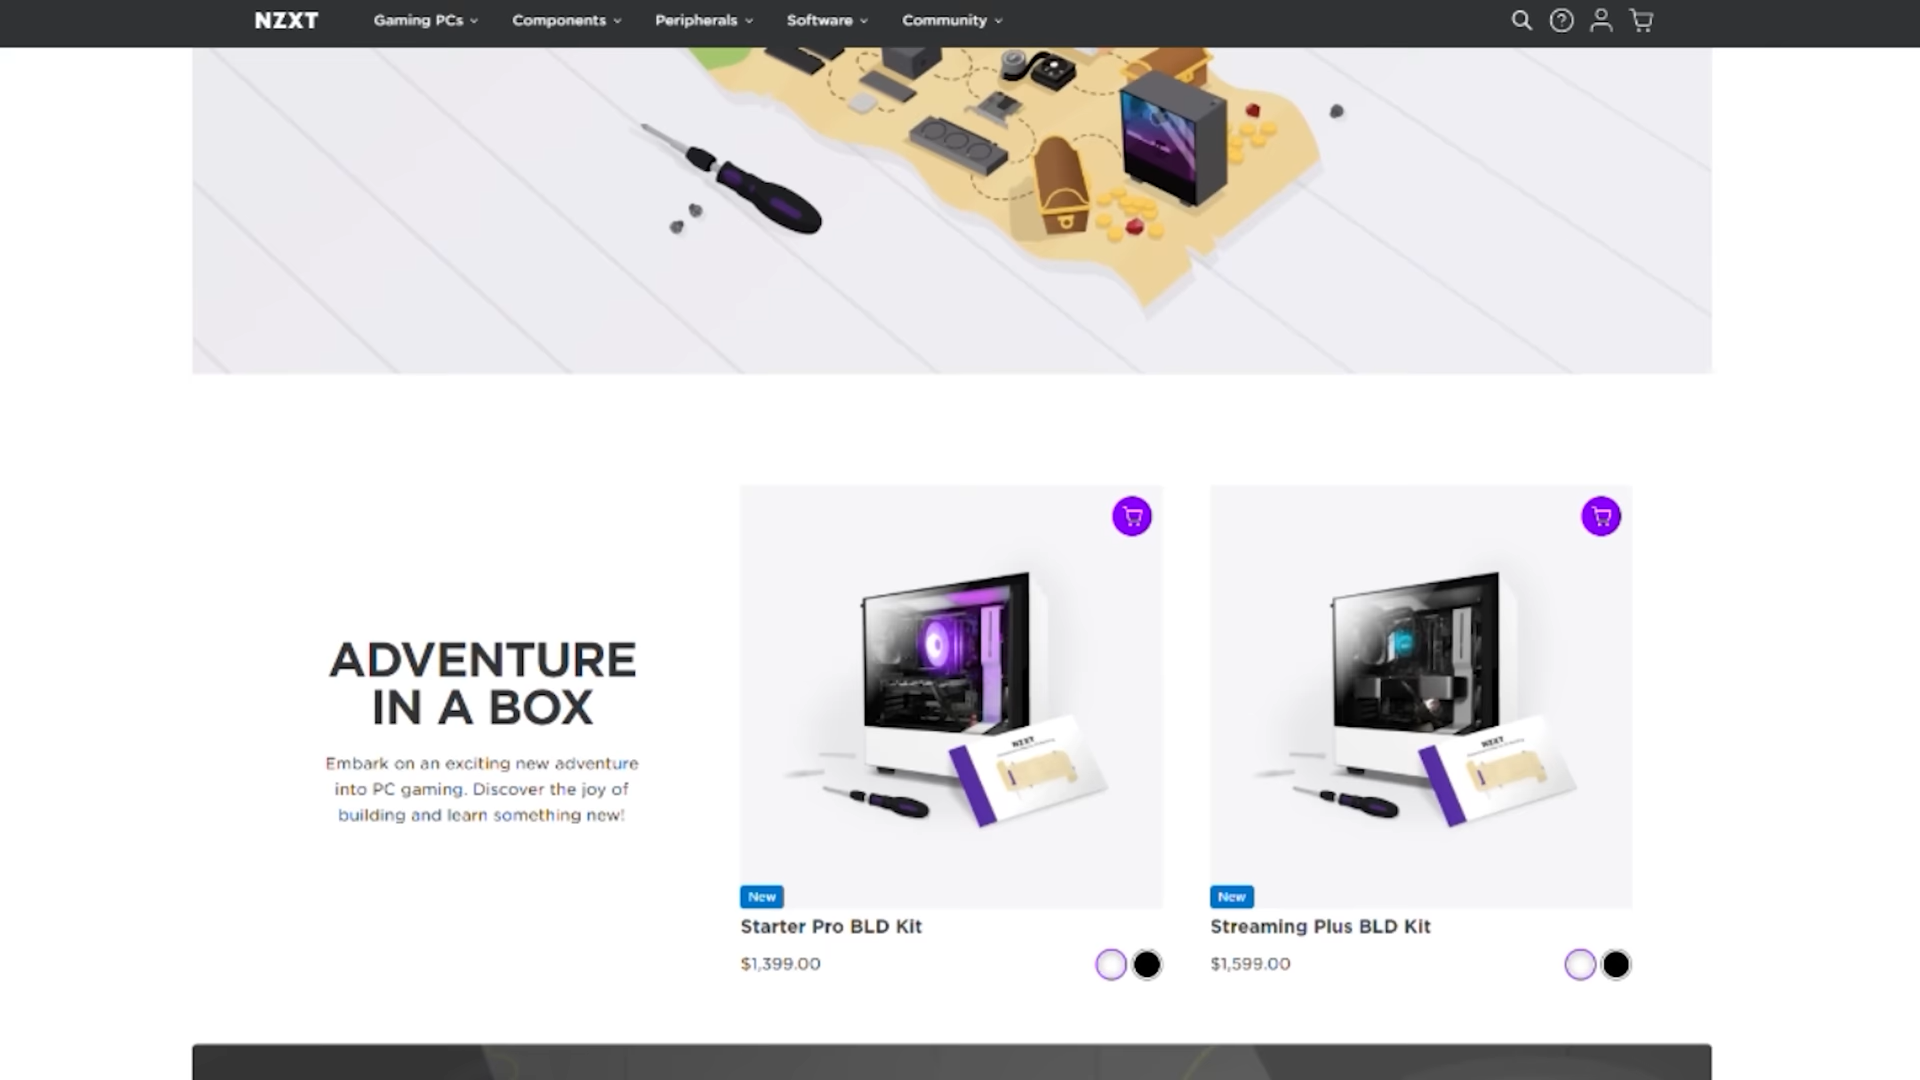 NZXT
Gaming PCs
Components
Peripherals
Software
Community
ADVENTURE
IN A BOX
Embark on an exciting new adventure
into PC gaming. Discover the joy of
building and learn something new!
NZXT
New
Starter Pro BLD Kit
$1,399.00
NZXT
New
Streaming Plus BLD Kit
$1,599.00